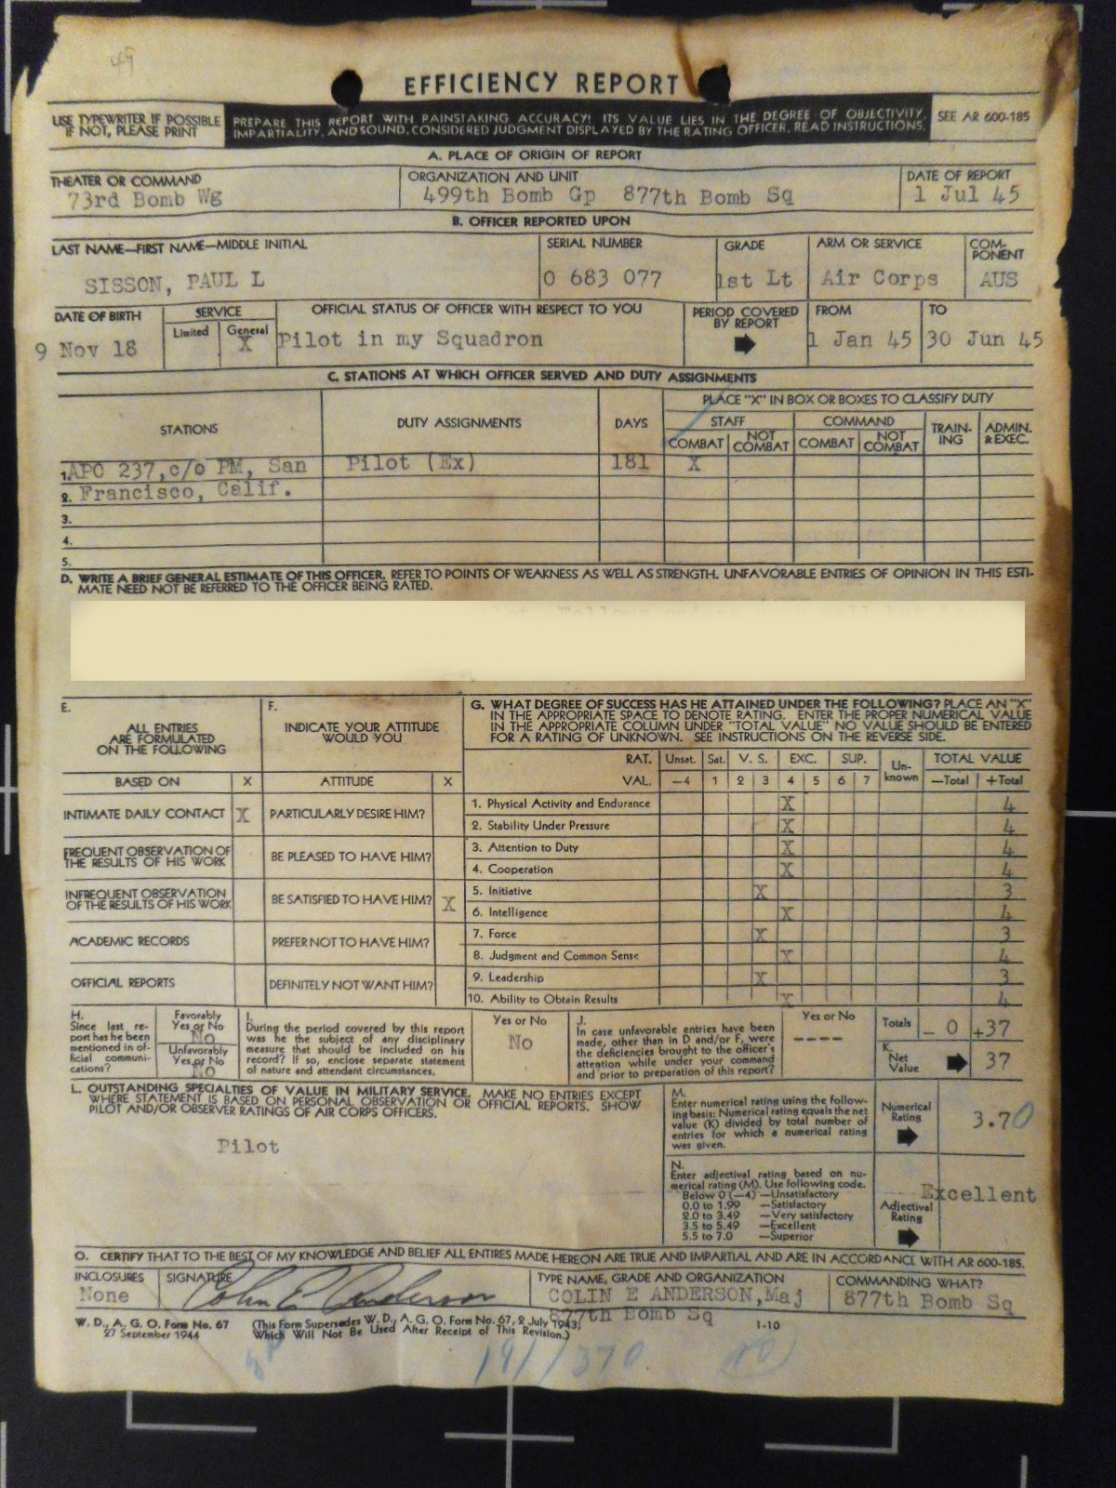 49
EFFICIENCY REPORT
USE TYPEWRITER IF POSSIBLE
IF NOT, PLEASE PRINT
PREPARE THIS REPORT WITH PAINSTAKING ACCURACY! ITS VALUE LIES IN THE DEGREE OF OBJECTIVITY,
IMPARTIALITY, AND SOUND, CONSIDERED JUDGMENT DISPLAYED BY THE RATING OFFICER. READ INSTRUCTIONS.
SEE AR 600-185
A. PLACE OF ORIGIN OF REPORT
THEATER OR COMMAND
73rd Bomb Wg
ORGANIZATION AND UNIT
499th Bomb Gp 877th Bomb Sq
DATE OF REPORT
1 Jul 45
B. OFFICER REPORTED UPON
LAST NAME—FIRST NAME—MIDDLE INITIAL
SISSON, PAUL L
SERIAL NUMBER
0 683 077
GRADE
1st Lt
ARM OR SERVICE
Air Corps
COM-
PONENT
AUS
DATE OF BIRTH
9 Nov 18
SERVICE
Limited
General
X
OFFICIAL STATUS OF OFFICER WITH RESPECT TO YOU
Pilot in my Squadron
PERIOD COVERED
BY REPORT
FROM
1 Jan 45
TO
30 Jun 45
C. STATIONS AT WHICH OFFICER SERVED AND DUTY ASSIGNMENTS
STATIONS
DUTY ASSIGNMENTS
DAYS
PLACE "X" IN BOX OR BOXES TO CLASSIFY DUTY
STAFF
COMMAND
TRAIN-
ING
ADMIN.
& EXEC.
COMBAT
NOT
COMBAT
COMBAT
NOT
COMBAT
1. APO 237, c/o PM, San Pilot (Ex) 181 X
2. Francisco, Calif.
3.
4.
5.
D. WRITE A BRIEF GENERAL ESTIMATE OF THIS OFFICER. REFER TO POINTS OF WEAKNESS AS WELL AS STRENGTH. UNFAVORABLE ENTRIES OF OPINION IN THIS ESTI-
MATE NEED NOT BE REFERRED TO THE OFFICER BEING RATED.
E.
ALL ENTRIES
ARE FORMULATED
ON THE FOLLOWING
BASED ON X
INTIMATE DAILY CONTACT X
FREQUENT OBSERVATION OF
THE RESULTS OF HIS WORK
INFREQUENT OBSERVATION
OF THE RESULTS OF HIS WORK
ACADEMIC RECORDS
OFFICIAL REPORTS
F.
INDICATE YOUR ATTITUDE
WOULD YOU
ATTITUDE X
PARTICULARLY DESIRE HIM?
BE PLEASED TO HAVE HIM?
BE SATISFIED TO HAVE HIM? X
PREFER NOT TO HAVE HIM?
DEFINITELY NOT WANT HIM?
G. WHAT DEGREE OF SUCCESS HAS HE ATTAINED UNDER THE FOLLOWING? PLACE AN "X"
IN THE APPROPRIATE SPACE TO DENOTE RATING. ENTER THE PROPER NUMERICAL VALUE
IN THE APPROPRIATE COLUMN UNDER "TOTAL VALUE" NO VALUE SHOULD BE ENTERED
FOR A RATING OF UNKNOWN. SEE INSTRUCTIONS ON THE REVERSE SIDE.
RAT. Unsat. Sat. V. S. EXC. SUP. Un-
known TOTAL VALUE
VAL. —4 1 2 3 4 5 6 7 —Total +Total
1. Physical Activity and Endurance X 4
2. Stability Under Pressure X 4
3. Attention to Duty X 4
4. Cooperation X 4
5. Initiative X 3
6. Intelligence X 4
7. Force X 3
8. Judgment and Common Sense X 4
9. Leadership X 3
10. Ability to Obtain Results X 4
H.
Since last re-
port has he been
mentioned in of-
ficial communi-
cations?
Favorably
Yes or No
No
Unfavorably
Yes or No
No
I.
During the period covered by this report
was he the subject of any disciplinary
measure that should be included on his
record? If so, enclose separate statement
of nature and attendant circumstances.
Yes or No
No
J.
In case unfavorable entries have been
made, other than in D and/or F, were
the deficiencies brought to the officer's
attention while under your command
and prior to preparation of this report?
Yes or No
----
Totals — 0 +37
K.
Net
Value
37
L. OUTSTANDING SPECIALTIES OF VALUE IN MILITARY SERVICE. MAKE NO ENTRIES EXCEPT
WHERE STATEMENT IS BASED ON PERSONAL OBSERVATION OR OFFICIAL REPORTS. SHOW
PILOT AND/OR OBSERVER RATINGS OF AIR CORPS OFFICERS.
Pilot
M.
Enter numerical rating using the follow-
ing basis: Numerical rating equals the net
value (K) divided by total number of
entries for which a numerical rating
was given.
Numerical
Rating
3.70
N.
Enter adjectival rating based on nu-
merical rating (M). Use following code.
Below 0 (—4) —Unsatisfactory
0.0 to 1.99 —Satisfactory
2.0 to 3.49 —Very satisfactory
3.5 to 5.49 —Excellent
5.5 to 7.0 —Superior
Adjectival
Rating
Excellent
O. CERTIFY THAT TO THE BEST OF MY KNOWLEDGE AND BELIEF ALL ENTIRES MADE HEREON ARE TRUE AND IMPARTIAL AND ARE IN ACCORDANCE WITH AR 600-185.
INCLOSURES
None
SIGNATURE
Colin E Anderson
TYPE NAME, GRADE AND ORGANIZATION
COLIN E ANDERSON, Maj
877th Bomb Sq
COMMANDING WHAT?
877th Bomb Sq
W. D., A. G. O. Form No. 67
27 September 1944
(This Form Supersedes W. D., A. G. O. Form No. 67, 2 July 1943,
Which Will Not Be Used After Receipt of This Revision.)
1-10
191/370